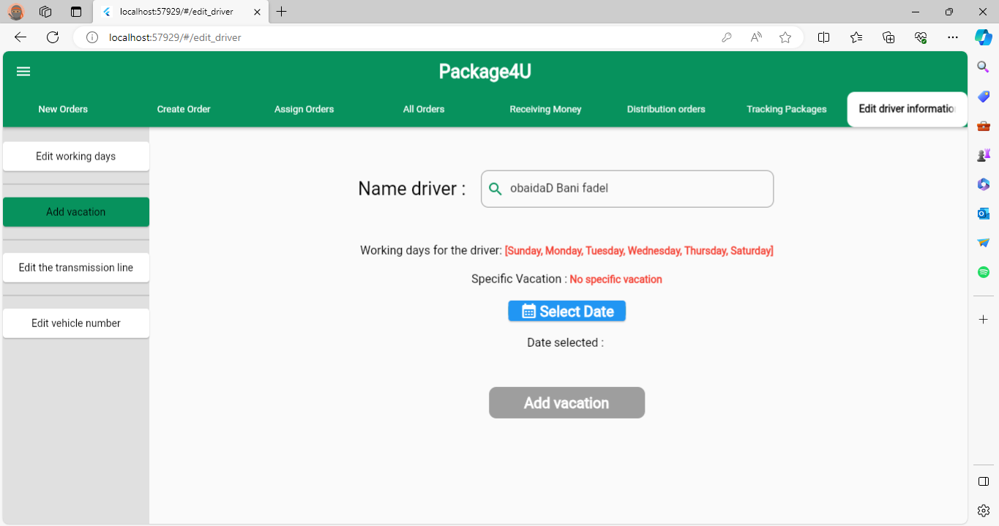 localhost:57929/#/edit_driver
localhost:57929/#/edit_driver
Package4U
New Orders
Create Order
Assign Orders
All Orders
Receiving Money
Distribution orders
Tracking Packages
Edit driver informatio
Edit working days
Add vacation
Edit the transmission line
Edit vehicle number
Name driver : obaidaD Bani fadel
Working days for the driver: [Sunday, Monday, Tuesday, Wednesday, Thursday, Saturday]
Specific Vacation : No specific vacation
Select Date
Date selected :
Add vacation